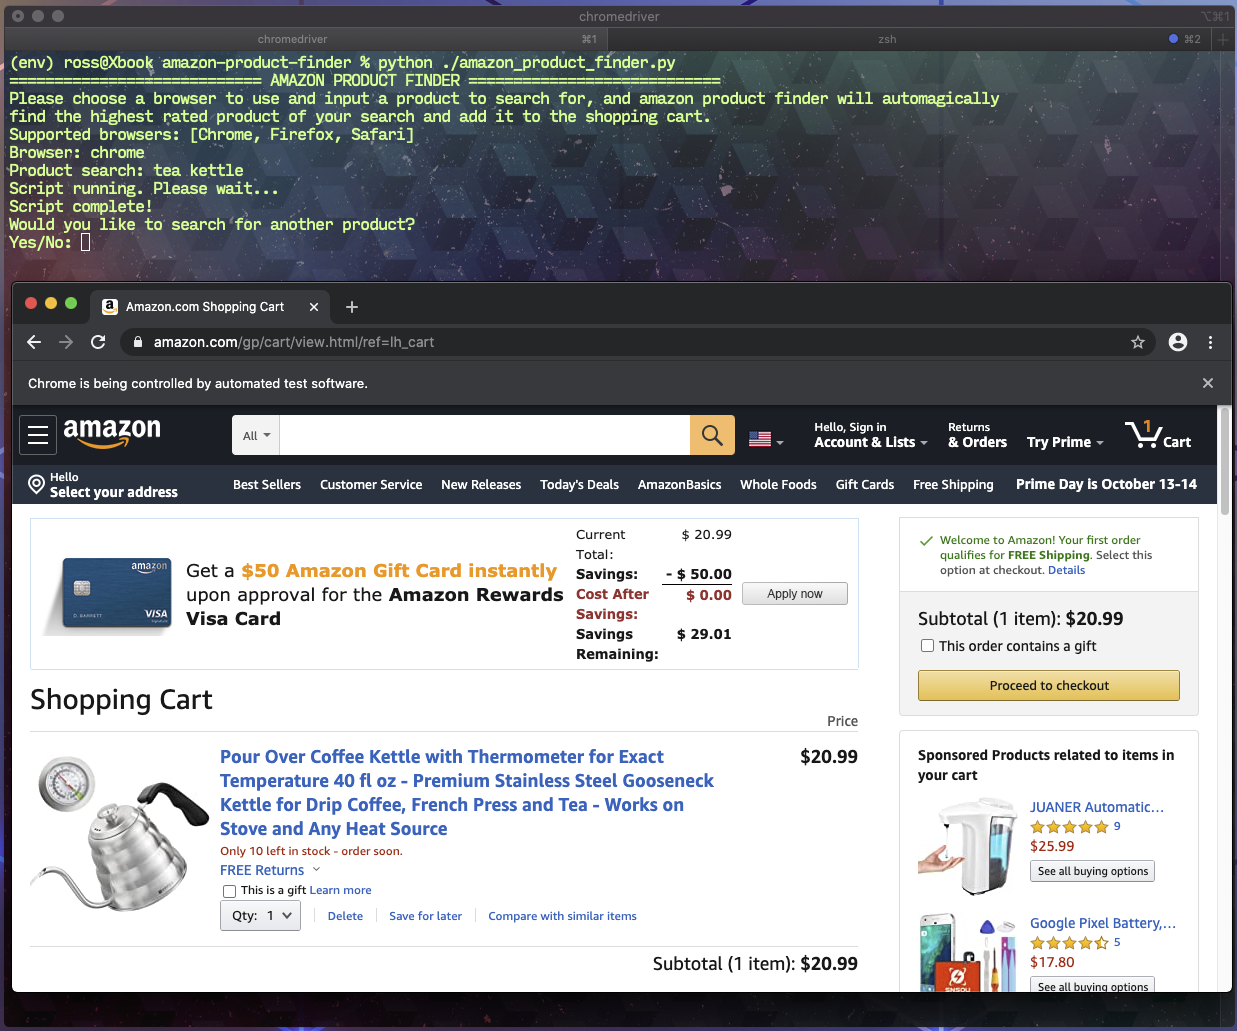 chromedriver
⌥⌘1
chromedriver ⌘1
zsh ⌘2
(env) ross@Xbook amazon-product-finder % python ./amazon_product_finder.py
============================ AMAZON PRODUCT FINDER ============================
Please choose a browser to use and input a product to search for, and amazon product finder will automagically
find the highest rated product of your search and add it to the shopping cart.
Supported browsers: [Chrome, Firefox, Safari]
Browser: chrome
Product search: tea kettle
Script running. Please wait...
Script complete!
Would you like to search for another product?
Yes/No:
Amazon.com Shopping Cart
amazon.com/gp/cart/view.html/ref=lh_cart
Chrome is being controlled by automated test software.
amazon
All
Hello, Sign in
Account & Lists
Returns
& Orders
Try Prime
1
Cart
Hello
Select your address
Best Sellers Customer Service New Releases Today's Deals AmazonBasics Whole Foods Gift Cards Free Shipping Prime Day is October 13-14
amazon
D. BARRETT
VISA
Signature
Get a $50 Amazon Gift Card instantly
upon approval for the Amazon Rewards
Visa Card
Current Total: $ 20.99
Savings: - $ 50.00
Cost After Savings: $ 0.00
Savings Remaining: $ 29.01
Apply now
Shopping Cart
Price
Pour Over Coffee Kettle with Thermometer for Exact
Temperature 40 fl oz - Premium Stainless Steel Gooseneck
Kettle for Drip Coffee, French Press and Tea - Works on
Stove and Any Heat Source
$20.99
Only 10 left in stock - order soon.
FREE Returns
This is a gift Learn more
Qty: 1
Delete
Save for later
Compare with similar items
Subtotal (1 item): $20.99
Welcome to Amazon! Your first order
qualifies for FREE Shipping. Select this
option at checkout. Details
Subtotal (1 item): $20.99
This order contains a gift
Proceed to checkout
Sponsored Products related to items in
your cart
JUANER Automatic...
9
$25.99
See all buying options
Google Pixel Battery,...
5
$17.80
See all buying options